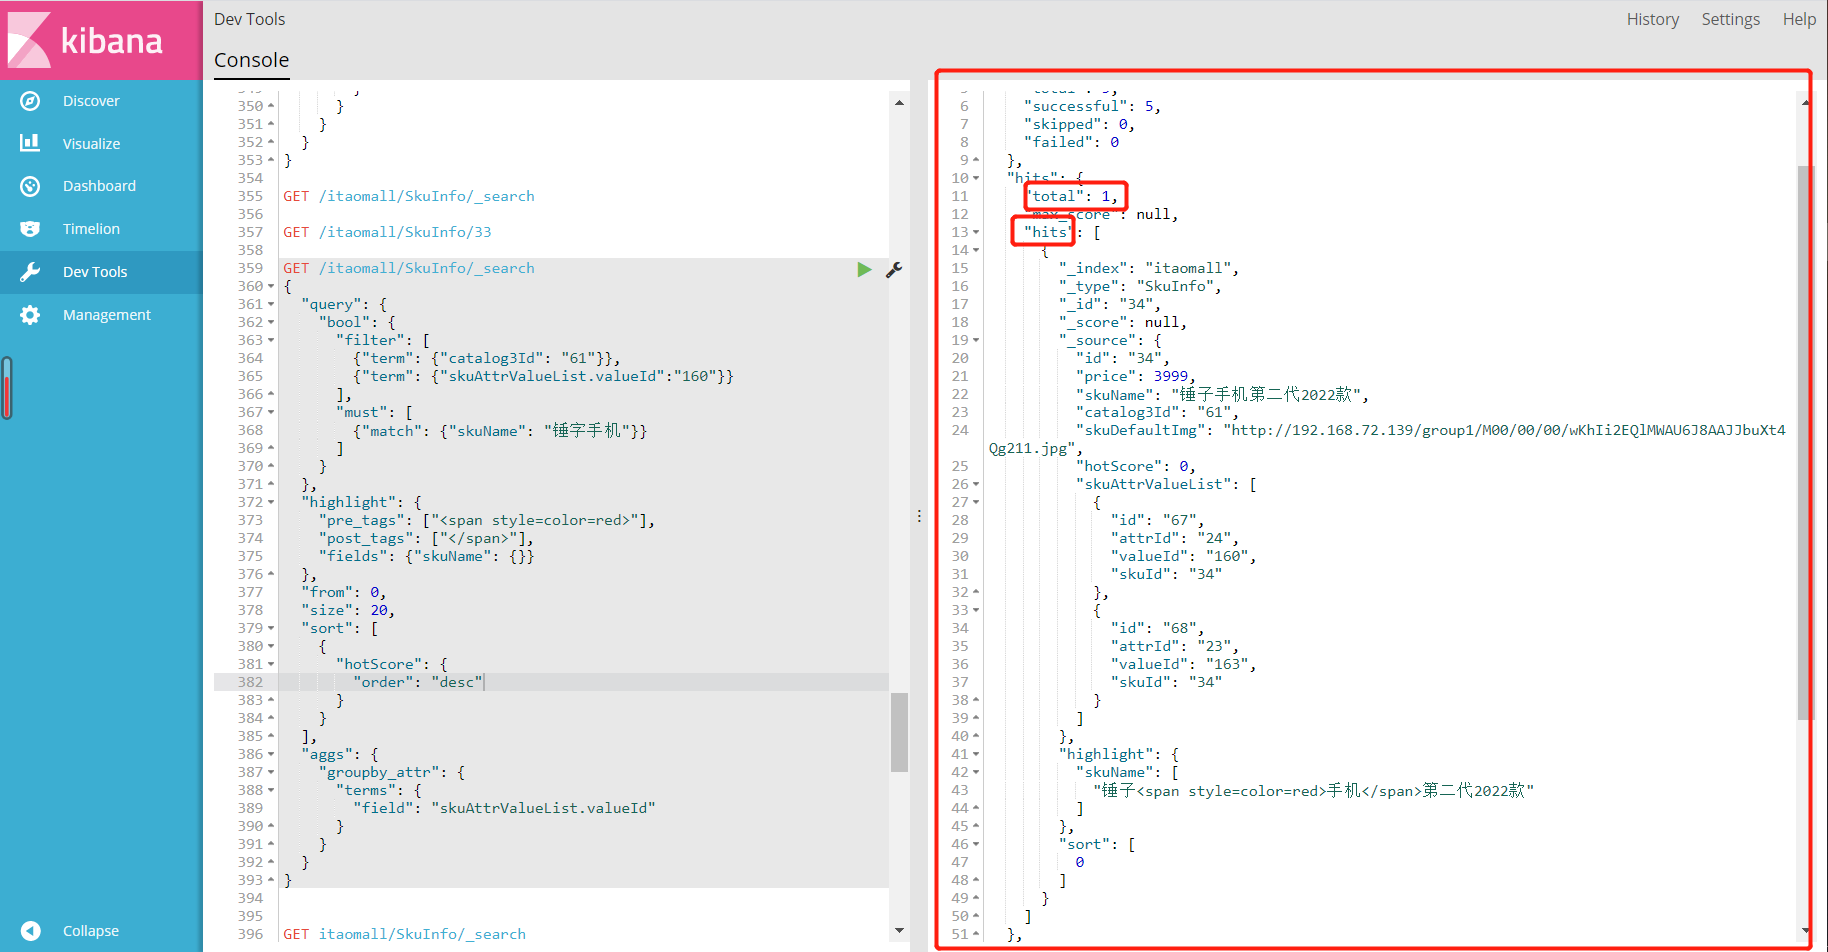 kibana
Discover
Visualize
Dashboard
Timelion
Dev Tools
Management
Collapse
Dev Tools
History Settings Help
Console
350 }
351 }
352 }
353 }
354
355 GET /itaomall/SkuInfo/_search
356
357 GET /itaomall/SkuInfo/33
358
359 GET /itaomall/SkuInfo/_search
360 {
361 "query": {
362 "bool": {
363 "filter": [
364 {"term": {"catalog3Id": "61"}},
365 {"term": {"skuAttrValueList.valueId":"160"}}
366 ],
367 "must": [
368 {"match": {"skuName": "锤字手机"}}
369 ]
370 }
371 },
372 "highlight": {
373 "pre_tags": ["<span style=color=red>"],
374 "post_tags": ["</span>"],
375 "fields": {"skuName": {}}
376 },
377 "from": 0,
378 "size": 20,
379 "sort": [
380 {
381 "hotScore": {
382 "order": "desc"
383 }
384 }
385 ],
386 "aggs": {
387 "groupby_attr": {
388 "terms": {
389 "field": "skuAttrValueList.valueId"
390 }
391 }
392 }
393 }
394
395
396 GET itaomall/SkuInfo/_search
5 "total": 5,
6 "successful": 5,
7 "skipped": 0,
8 "failed": 0
9 },
10 "hits": {
11 "total": 1,
12 "max_score": null,
13 "hits": [
14 {
15 "_index": "itaomall",
16 "_type": "SkuInfo",
17 "_id": "34",
18 "_score": null,
19 "_source": {
20 "id": "34",
21 "price": 3999,
22 "skuName": "锤子手机第二代2022款",
23 "catalog3Id": "61",
24 "skuDefaultImg": "http://192.168.72.139/group1/M00/00/00/wKhIi2EQlMWAU6J8AAJJbuXt4
Qg211.jpg",
25 "hotScore": 0,
26 "skuAttrValueList": [
27 {
28 "id": "67",
29 "attrId": "24",
30 "valueId": "160",
31 "skuId": "34"
32 },
33 {
34 "id": "68",
35 "attrId": "23",
36 "valueId": "163",
37 "skuId": "34"
38 }
39 ]
40 },
41 "highlight": {
42 "skuName": [
43 "锤子<span style=color=red>手机</span>第二代2022款"
44 ]
45 },
46 "sort": [
47 0
48 ]
49 }
50 ]
51 },